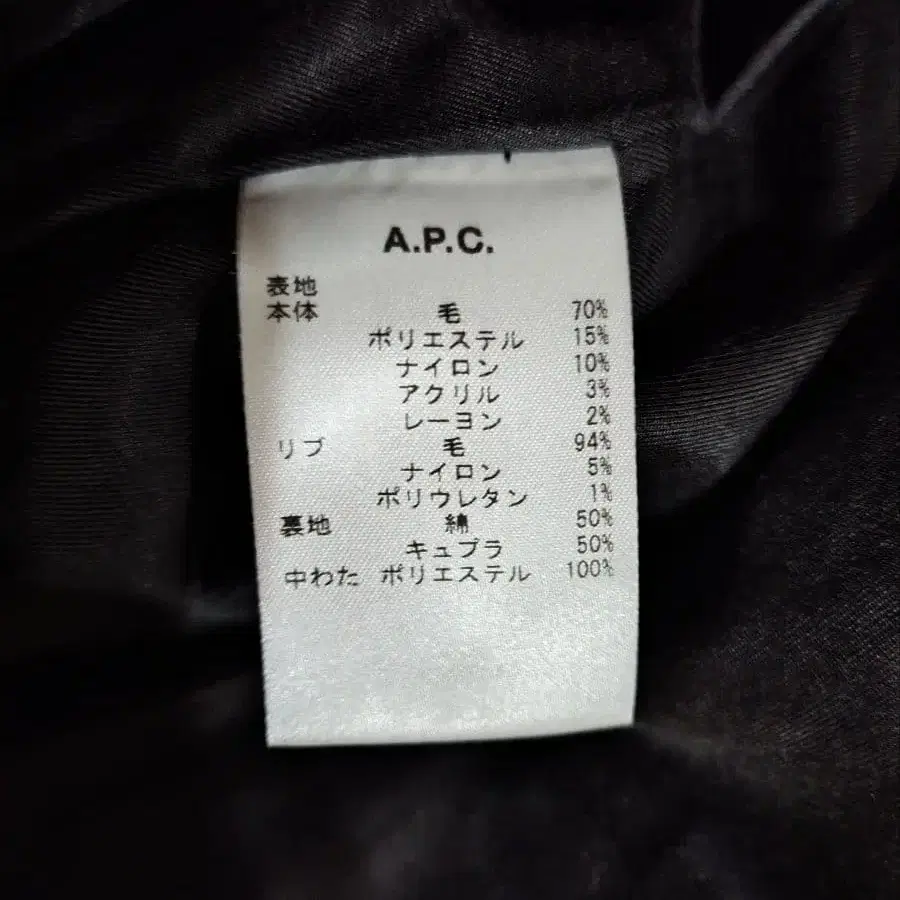 A.P.C.
表地
本体 毛 70%
ポリエステル 15%
ナイロン 10%
アクリル 3%
レーヨン 2%
リブ 毛 94%
ナイロン 5%
ポリウレタン 1%
裏地 綿 50%
キュプラ 50%
中わた ポリエステル 100%